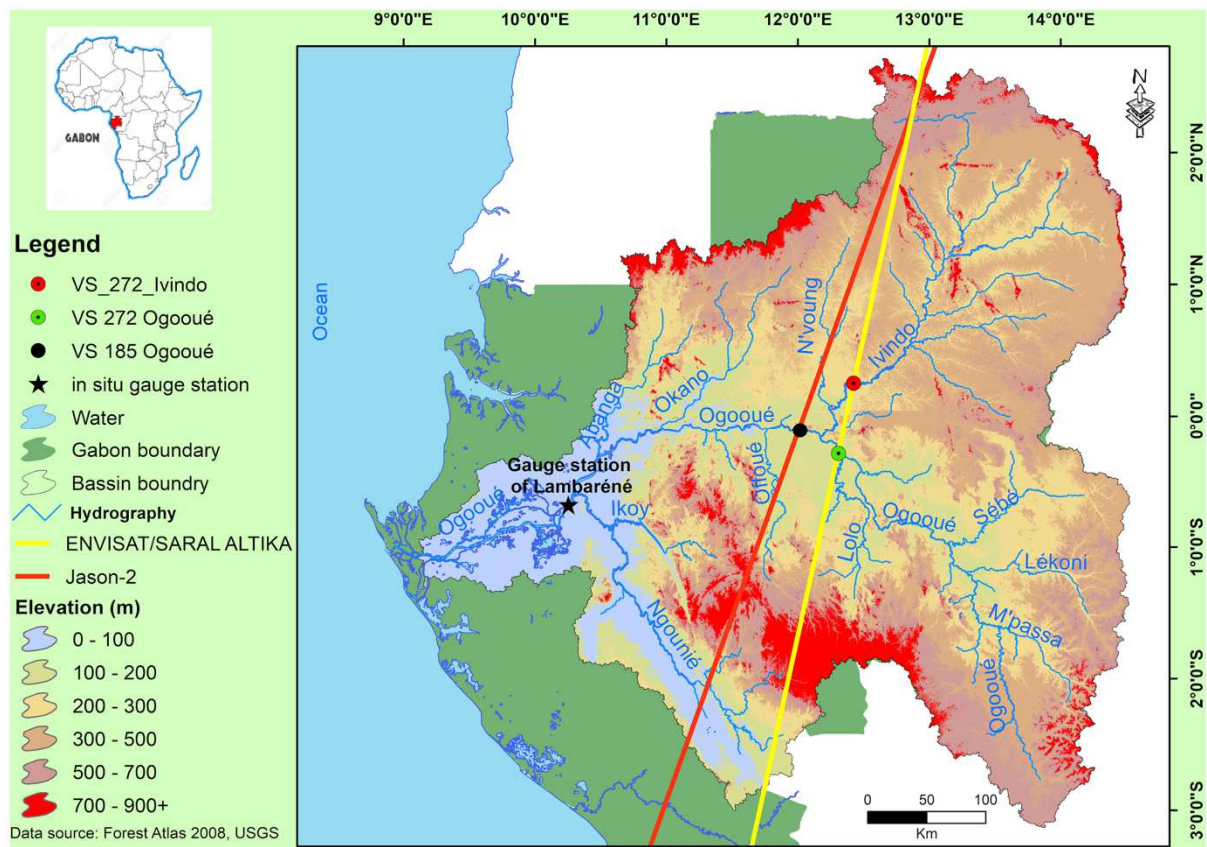 9°0'0"E 10°0'0"E 11°0'0"E 12°0'0"E 13°0'0"E 14°0'0"E
GABON
N
2°0'0"N
1°0'0"N
0°0'0"
1°0'0"S
2°0'0"S
3°0'0"S
Legend
VS_272_Ivindo
VS 272 Ogooué
VS 185 Ogooué
in situ gauge station
Water
Gabon boundary
Bassin boundry
Hydrography
ENVISAT/SARAL ALTIKA
Jason-2
Elevation (m)
0 - 100
100 - 200
200 - 300
300 - 500
500 - 700
700 - 900+
Data source: Forest Atlas 2008, USGS
Ocean
N'voung
Ivindo
Okano
Abanga
Ogooué
Gauge station
of Lambaréné
Ogooué
Ikoy
Offoué
Lolo
Ogooué
Sébé
Lékoni
M'passa
Ngounié
Ogooué
0 50 100
Km